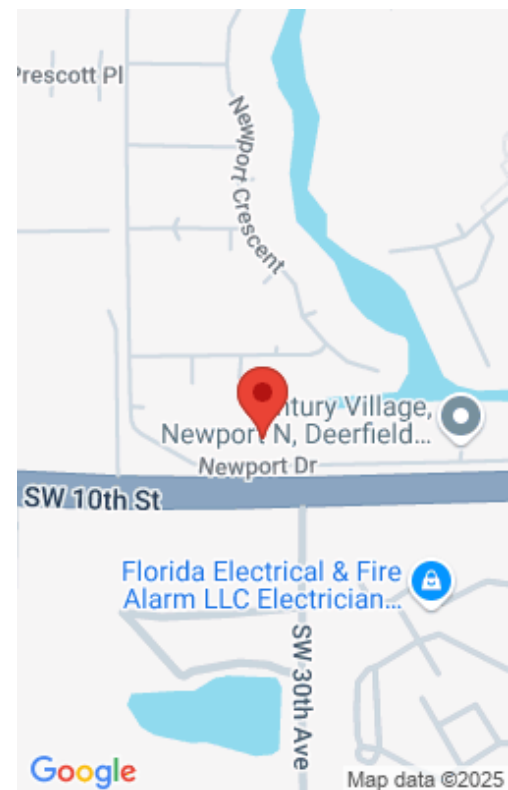 Prescott Pl
Newport Crescent
ntury Village,
Newport N, Deerfield...
Newport Dr
SW 10th St
Florida Electrical & Fire
Alarm LLC Electrician...
SW 30th Ave
Google
Map data ©2025